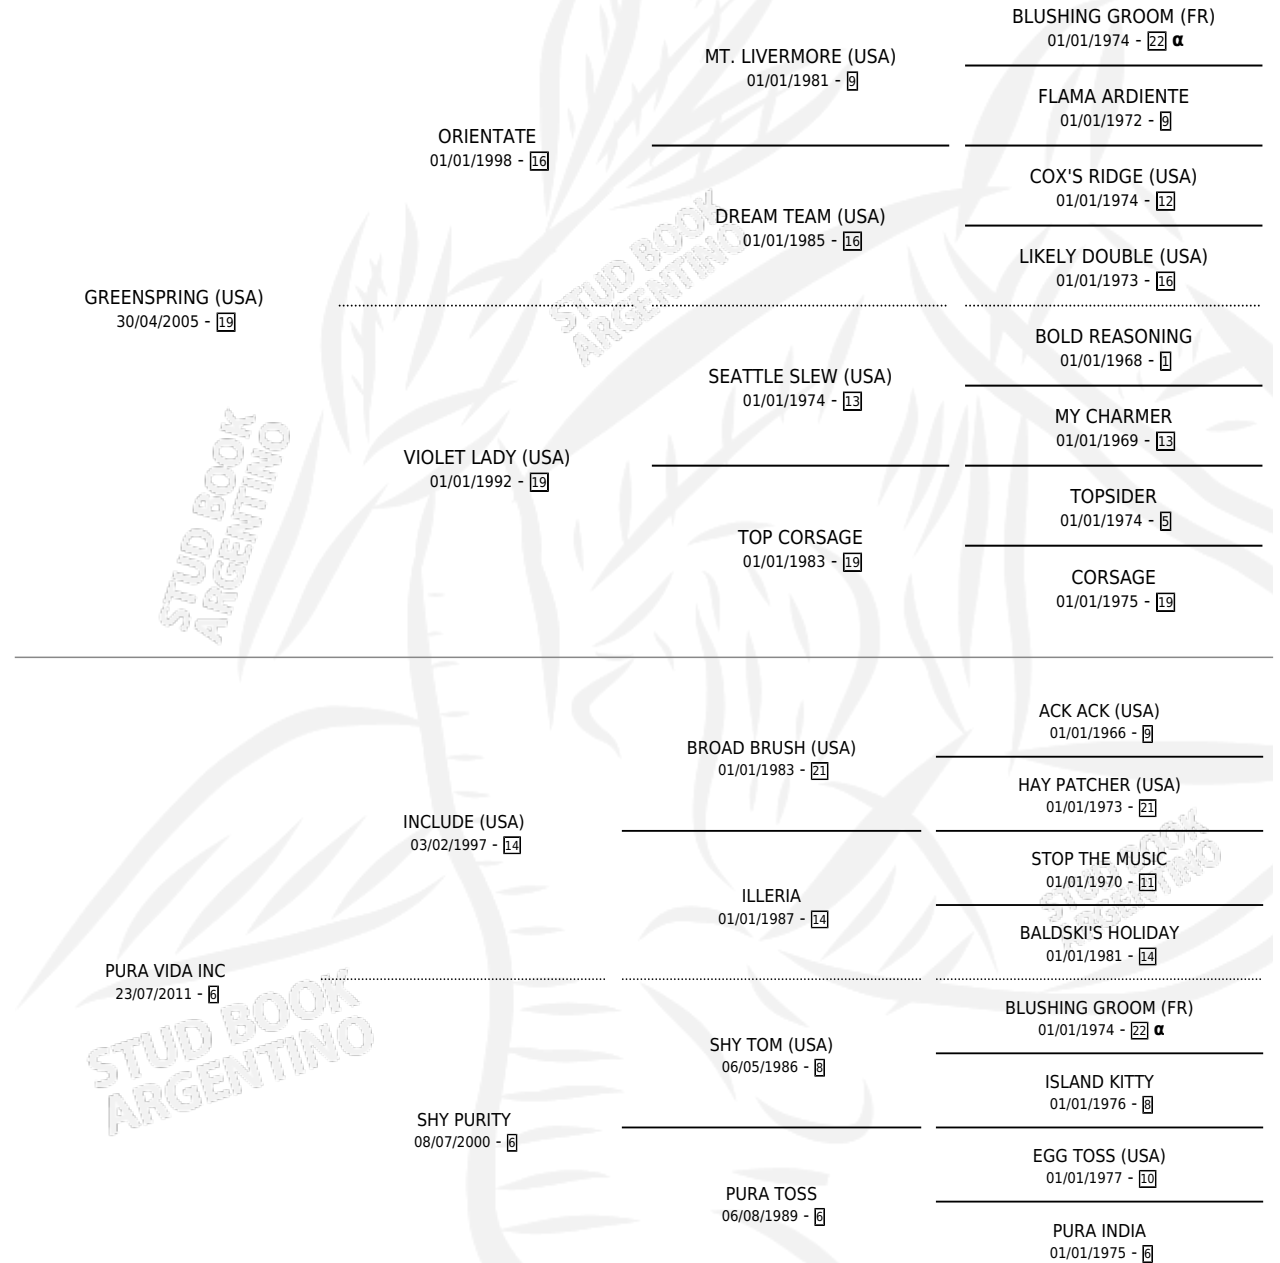 BLUSHING GROOM (FR)
01/01/1974 - 22 α
MT. LIVERMORE (USA)
01/01/1981 - 9
FLAMA ARDIENTE
01/01/1972 - 9
ORIENTATE
01/01/1998 - 16
COX'S RIDGE (USA)
01/01/1974 - 12
DREAM TEAM (USA)
01/01/1985 - 16
LIKELY DOUBLE (USA)
01/01/1973 - 16
GREENSPRING (USA)
30/04/2005 - 19
BOLD REASONING
01/01/1968 - 1
SEATTLE SLEW (USA)
01/01/1974 - 13
MY CHARMER
01/01/1969 - 13
VIOLET LADY (USA)
01/01/1992 - 19
TOPSIDER
01/01/1974 - 5
TOP CORSAGE
01/01/1983 - 19
CORSAGE
01/01/1975 - 19
STUD BOOK
ARGENTINO
STUD BOOK
ARGENTINO
ACK ACK (USA)
01/01/1966 - 9
BROAD BRUSH (USA)
01/01/1983 - 21
HAY PATCHER (USA)
01/01/1973 - 21
INCLUDE (USA)
03/02/1997 - 14
STOP THE MUSIC
01/01/1970 - 11
ILLERIA
01/01/1987 - 14
BALDSKI'S HOLIDAY
01/01/1981 - 14
PURA VIDA INC
23/07/2011 - 6
BLUSHING GROOM (FR)
01/01/1974 - 22 α
SHY TOM (USA)
06/05/1986 - 8
ISLAND KITTY
01/01/1976 - 8
SHY PURITY
08/07/2000 - 6
EGG TOSS (USA)
01/01/1977 - 10
PURA TOSS
06/08/1989 - 6
PURA INDIA
01/01/1975 - 6
STUD BOOK
ARGENTINO
STUD BOOK
ARGENTINO